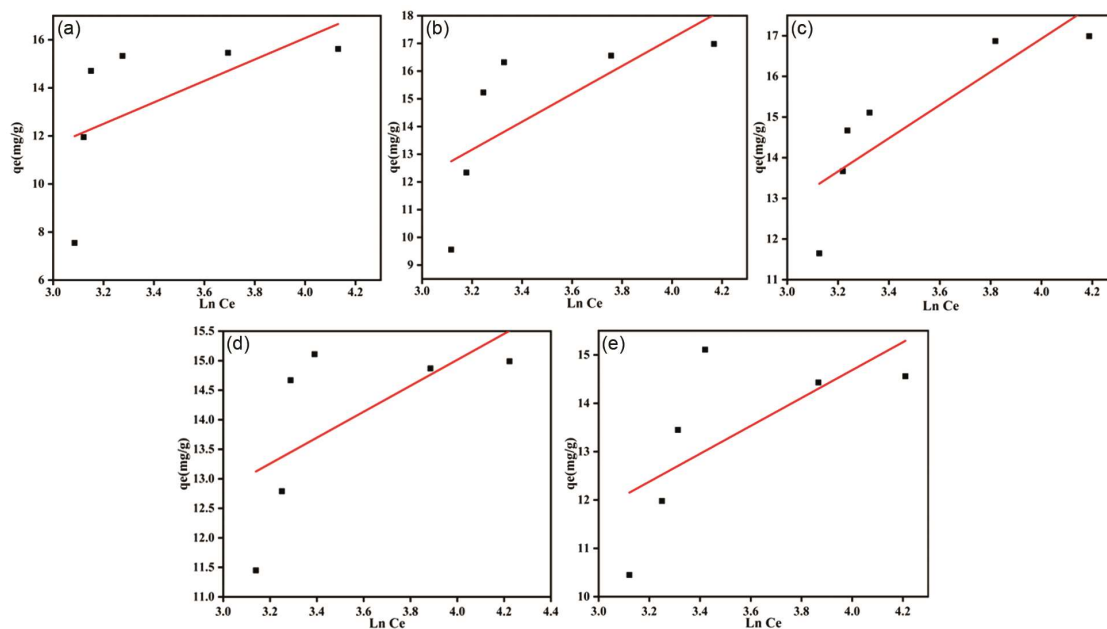 (a)
16
14
12
10
8
6
qe(mg/g)
3.0 3.2 3.4 3.6 3.8 4.0 4.2
Ln Ce
(b)
18
17
16
15
14
13
12
11
10
9
qe(mg/g)
3.0 3.2 3.4 3.6 3.8 4.0 4.2
Ln Ce
(c)
17
16
15
14
13
12
11
qe(mg/g)
3.0 3.2 3.4 3.6 3.8 4.0 4.2
Ln Ce
(d)
15.5
15.0
14.5
14.0
13.5
13.0
12.5
12.0
11.5
11.0
qe(mg/g)
3.0 3.2 3.4 3.6 3.8 4.0 4.2 4.4
Ln Ce
(e)
15
14
13
12
11
10
qe(mg/g)
3.0 3.2 3.4 3.6 3.8 4.0 4.2
Ln Ce